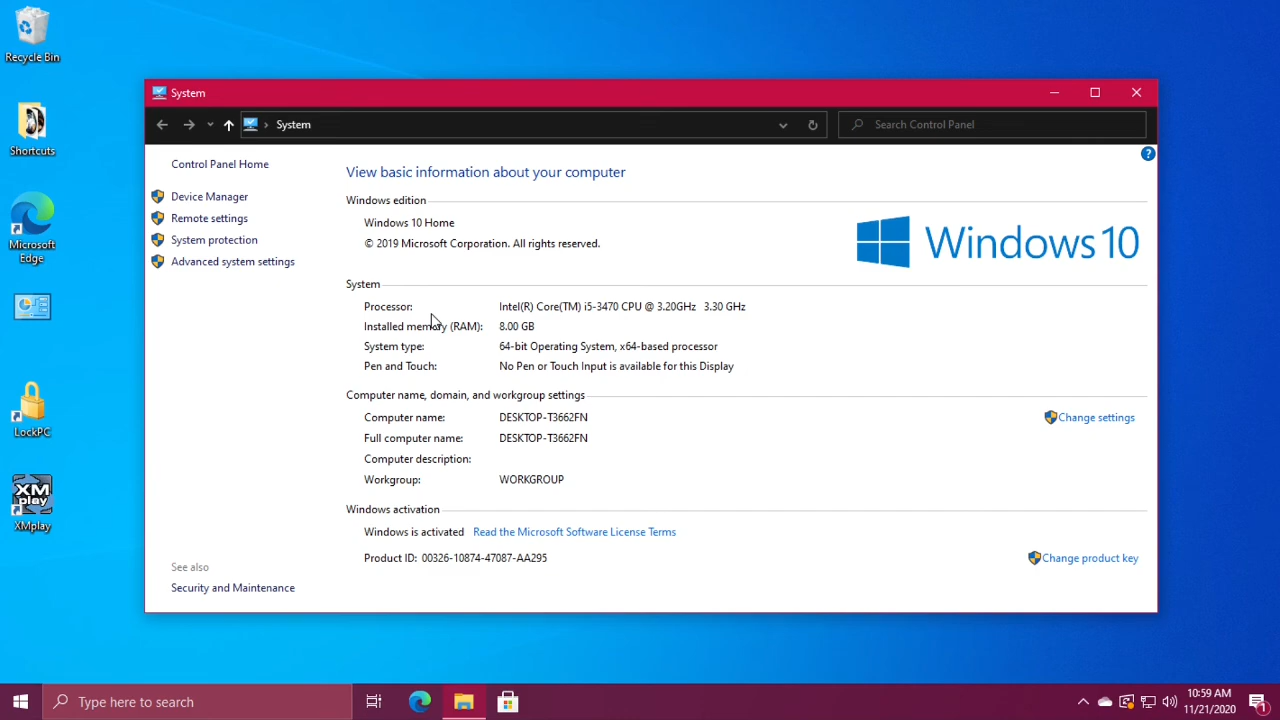 Recycle Bin
Shortcuts
Microsoft
Edge
LockPC
XM
play
XMplay
System
System
Search Control Panel
?
Control Panel Home
Device Manager
Remote settings
System protection
Advanced system settings
See also
Security and Maintenance
View basic information about your computer
Windows edition
Windows 10 Home
© 2019 Microsoft Corporation. All rights reserved.
Windows 10
System
Processor: Intel(R) Core(TM) i5-3470 CPU @ 3.20GHz 3.30 GHz
Installed memory (RAM): 8.00 GB
System type: 64-bit Operating System, x64-based processor
Pen and Touch: No Pen or Touch Input is available for this Display
Computer name, domain, and workgroup settings
Computer name: DESKTOP-T3662FN
Change settings
Full computer name: DESKTOP-T3662FN
Computer description:
Workgroup: WORKGROUP
Windows activation
Windows is activated Read the Microsoft Software License Terms
Product ID: 00326-10874-47087-AA295
Change product key
Type here to search
10:59 AM
11/21/2020
1